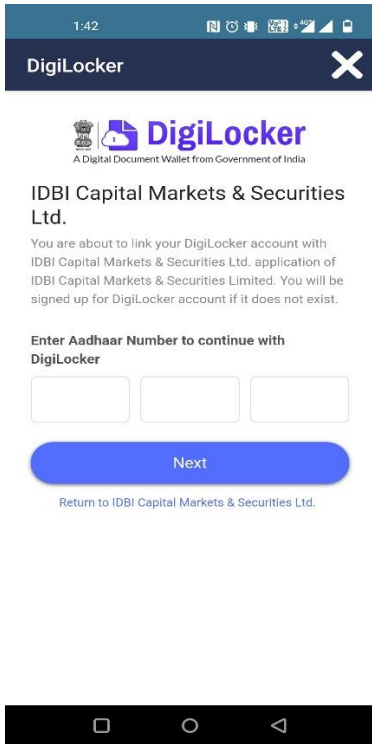 1:42
VoLTE 4G
DigiLocker
DigiLocker
A Digital Document Wallet from Government of India
IDBI Capital Markets & Securities
Ltd.
You are about to link your DigiLocker account with
IDBI Capital Markets & Securities Ltd. application of
IDBI Capital Markets & Securities Limited. You will be
signed up for DigiLocker account if it does not exist.
Enter Aadhaar Number to continue with
DigiLocker
Next
Return to IDBI Capital Markets & Securities Ltd.